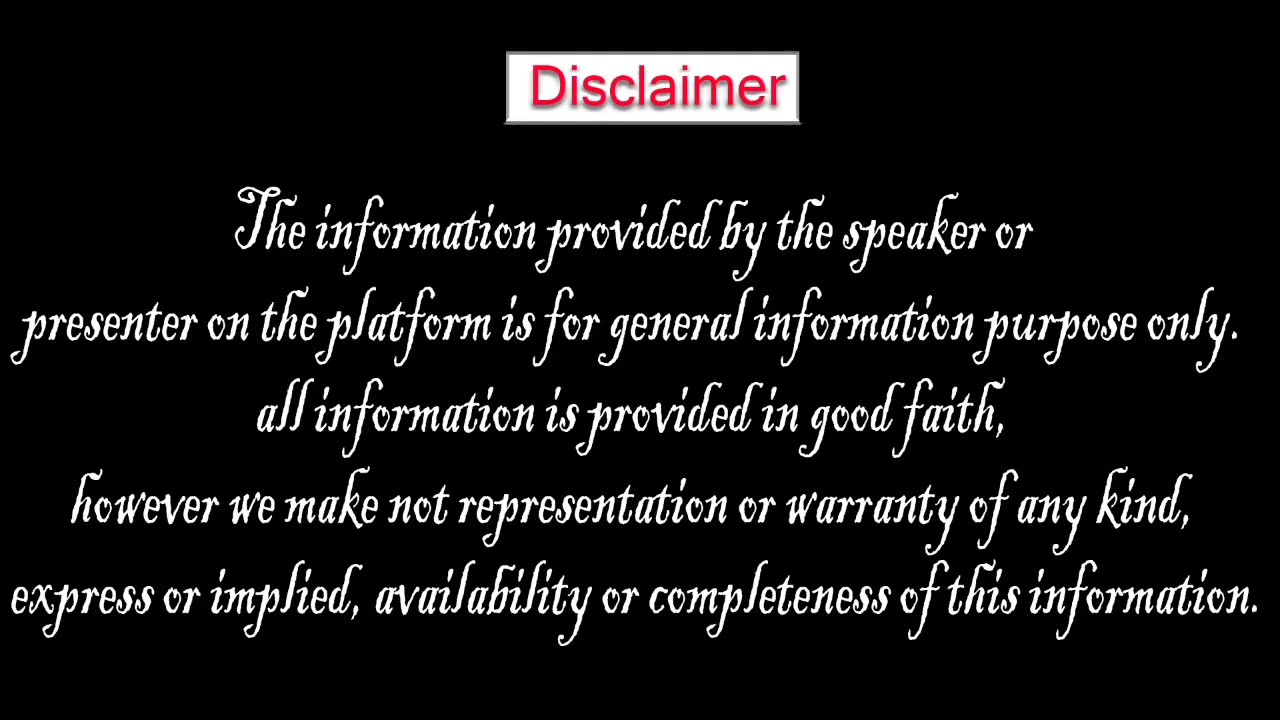 Disclaimer
The information provided by the speaker or
presenter on the platform is for general information purpose only.
all information is provided in good faith,
however we make not representation or warranty of any kind,
express or implied, availability or completeness of this information.